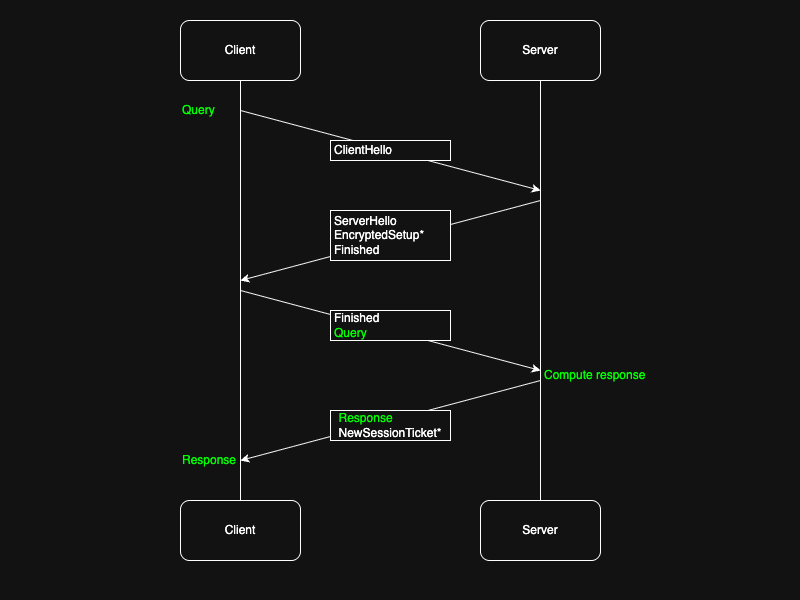 Client
Server
Query
ClientHello
ServerHello
EncryptedSetup*
Finished
Finished
Query
Compute response
Response
NewSessionTicket*
Response
Client
Server